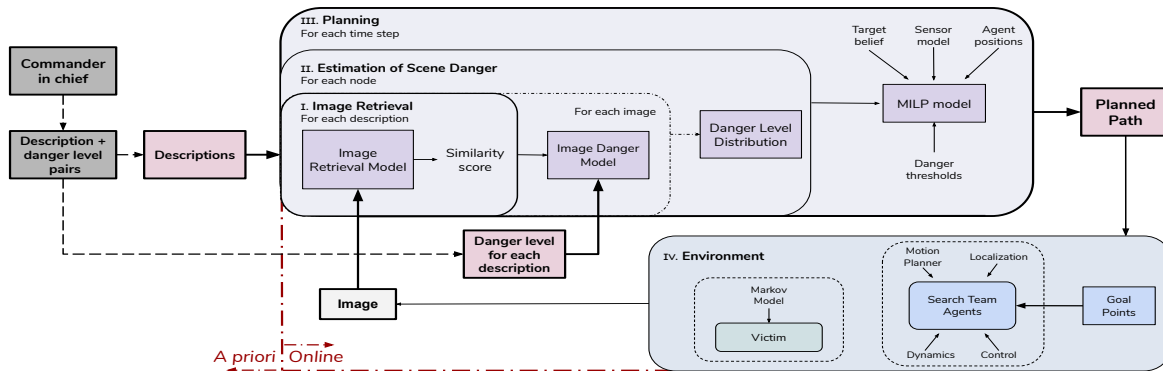 Commander
in chief
Description +
danger level
pairs
Descriptions
III. Planning
For each time step
II. Estimation of Scene Danger
For each node
I. Image Retrieval
For each description
Image
Retrieval Model
Similarity
score
For each image
Image Danger
Model
Danger Level
Distribution
Target
belief
Sensor
model
Agent
positions
MILP model
Danger
thresholds
Planned
Path
Danger level
for each
description
Image
A priori
Online
IV. Environment
Markov
Model
Victim
Motion
Planner
Localization
Search Team
Agents
Dynamics
Control
Goal
Points